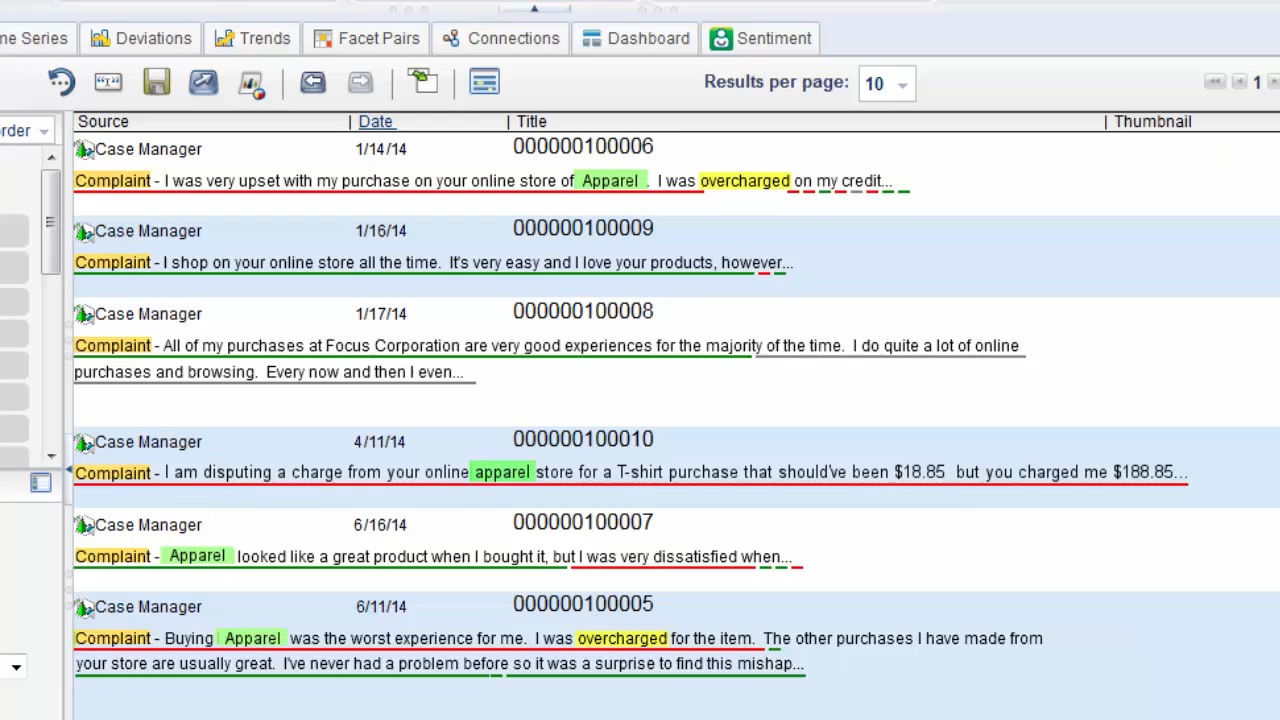 me Series Deviations Trends Facet Pairs Connections Dashboard Sentiment
Results per page: 10 1
order Source | Date | Title | Thumbnail
Case Manager 1/14/14 000000100006
Complaint - I was very upset with my purchase on your online store of Apparel . I was overcharged on my credit...
Case Manager 1/16/14 000000100009
Complaint - I shop on your online store all the time. It's very easy and I love your products, however...
Case Manager 1/17/14 000000100008
Complaint - All of my purchases at Focus Corporation are very good experiences for the majority of the time. I do quite a lot of online
purchases and browsing. Every now and then I even...
Case Manager 4/11/14 000000100010
Complaint - I am disputing a charge from your online apparel store for a T-shirt purchase that should've been $18.85 but you charged me $188.85...
Case Manager 6/16/14 000000100007
Complaint - Apparel looked like a great product when I bought it, but I was very dissatisfied when...
Case Manager 6/11/14 000000100005
Complaint - Buying Apparel was the worst experience for me. I was overcharged for the item. The other purchases I have made from
your store are usually great. I've never had a problem before so it was a surprise to find this mishap...